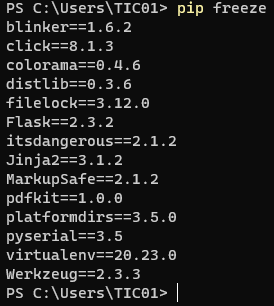 PS C:\Users\TIC01> pip freeze
blinker==1.6.2
click==8.1.3
colorama==0.4.6
distlib==0.3.6
filelock==3.12.0
Flask==2.3.2
itsdangerous==2.1.2
Jinja2==3.1.2
MarkupSafe==2.1.2
pdfkit==1.0.0
platformdirs==3.5.0
pyserial==3.5
virtualenv==20.23.0
Werkzeug==2.3.3
PS C:\Users\TIC01>